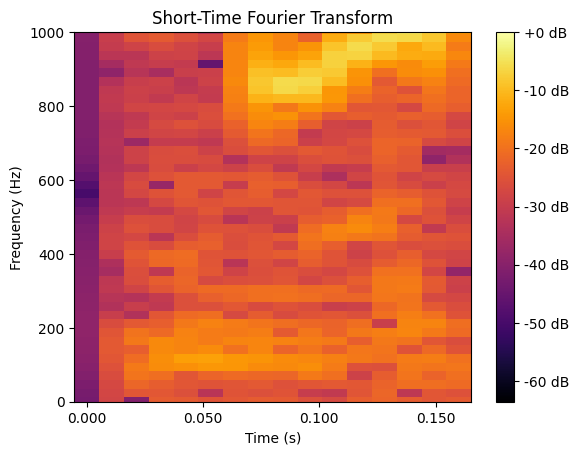 Short-Time Fourier Transform
1000
800
600
400
200
0
Frequency (Hz)
0.000
0.050
0.100
0.150
Time (s)
+0 dB
-10 dB
-20 dB
-30 dB
-40 dB
-50 dB
-60 dB